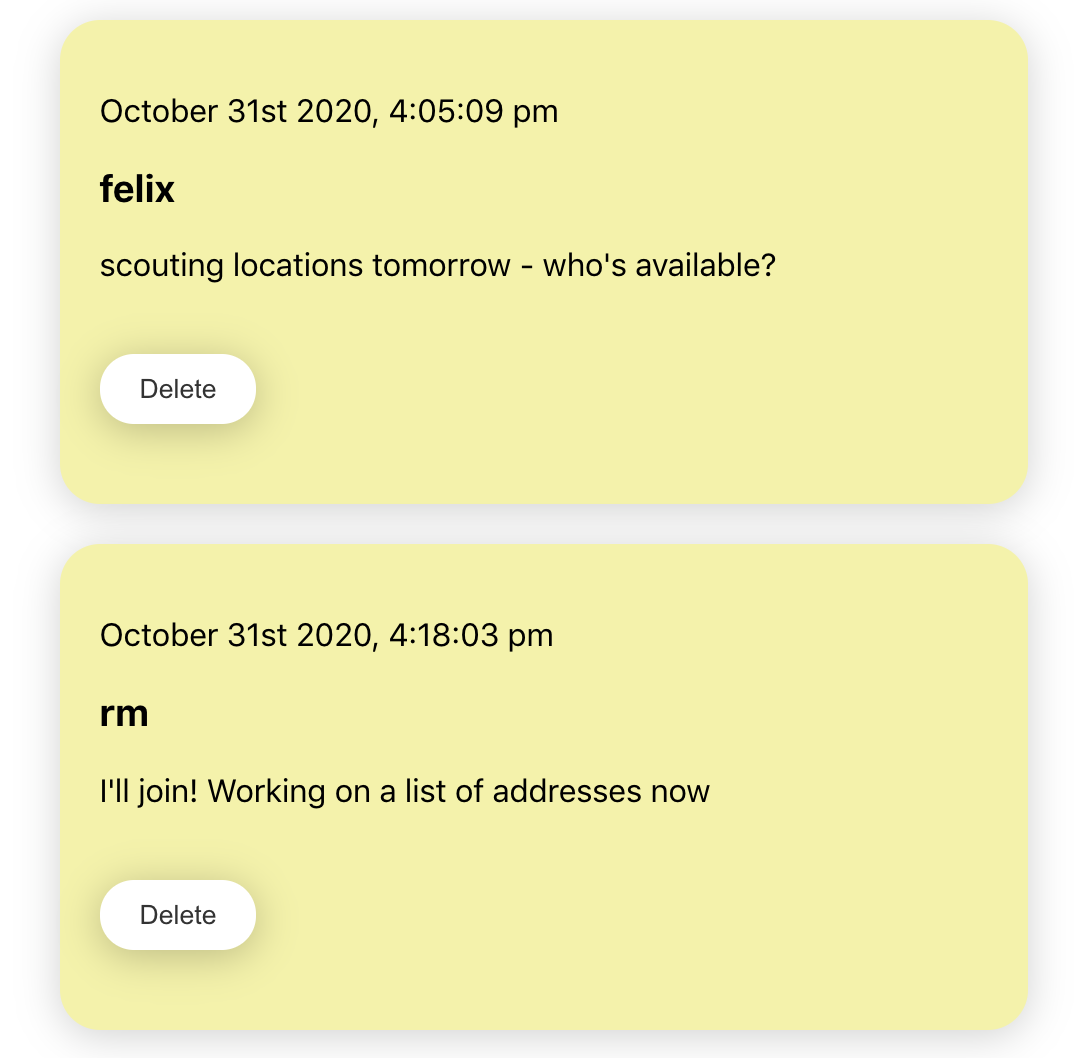 October 31st 2020, 4:05:09 pm
felix
scouting locations tomorrow - who's available?
Delete
October 31st 2020, 4:18:03 pm
rm
I'll join! Working on a list of addresses now
Delete